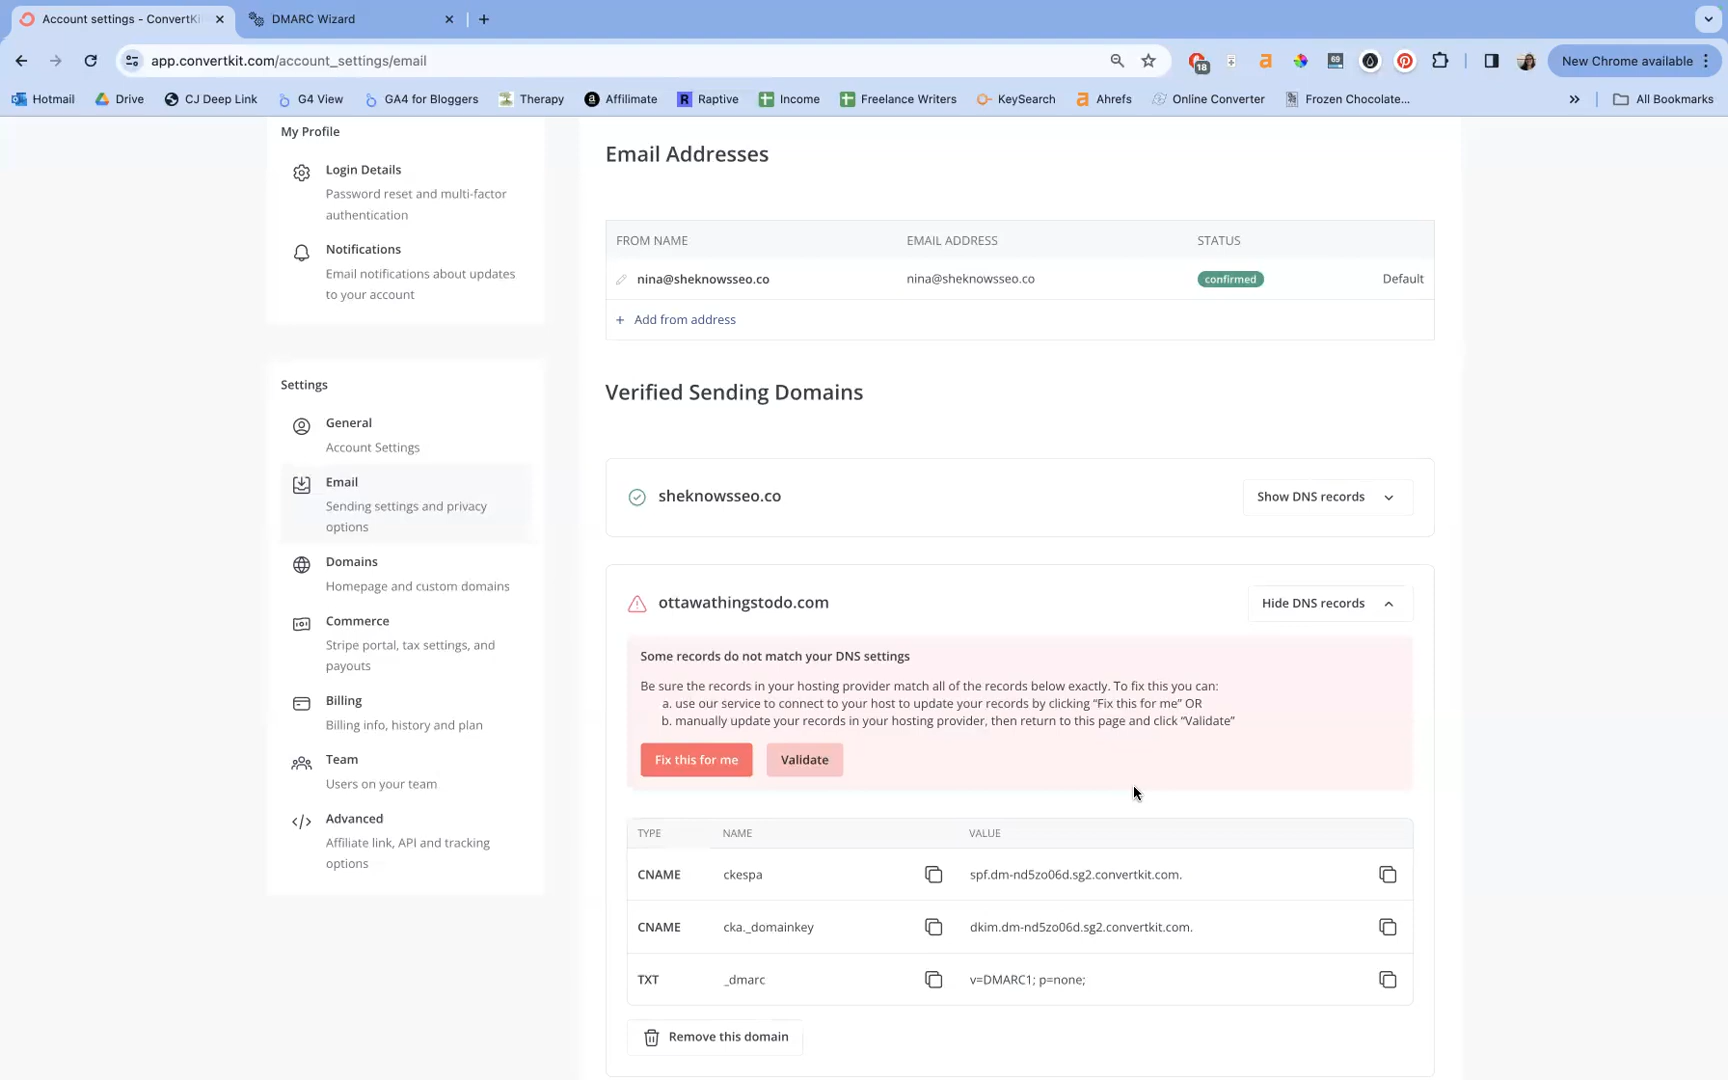 Account settings - ConvertKi
DMARC Wizard
app.convertkit.com/account_settings/email
18
69
New Chrome available
Hotmail
Drive
CJ Deep Link
G4 View
GA4 for Bloggers
Therapy
Affilimate
Raptive
Income
Freelance Writers
KeySearch
Ahrefs
Online Converter
Frozen Chocolate...
All Bookmarks
My Profile
Login Details
Password reset and multi-factor
authentication
Notifications
Email notifications about updates
to your account
Settings
General
Account Settings
Email
Sending settings and privacy
options
Domains
Homepage and custom domains
Commerce
Stripe portal, tax settings, and
payouts
Billing
Billing info, history and plan
Team
Users on your team
Advanced
Affiliate link, API and tracking
options
Email Addresses
FROM NAME EMAIL ADDRESS STATUS
nina@sheknowsseo.co nina@sheknowsseo.co confirmed Default
+ Add from address
Verified Sending Domains
sheknowsseo.co
Show DNS records
ottawathingstodo.com
Hide DNS records
Some records do not match your DNS settings
Be sure the records in your hosting provider match all of the records below exactly. To fix this you can:
a. use our service to connect to your host to update your records by clicking “Fix this for me” OR
b. manually update your records in your hosting provider, then return to this page and click “Validate”
Fix this for me
Validate
TYPE NAME VALUE
CNAME ckespa spf.dm-nd5zo06d.sg2.convertkit.com.
CNAME cka._domainkey dkim.dm-nd5zo06d.sg2.convertkit.com.
TXT _dmarc v=DMARC1; p=none;
Remove this domain